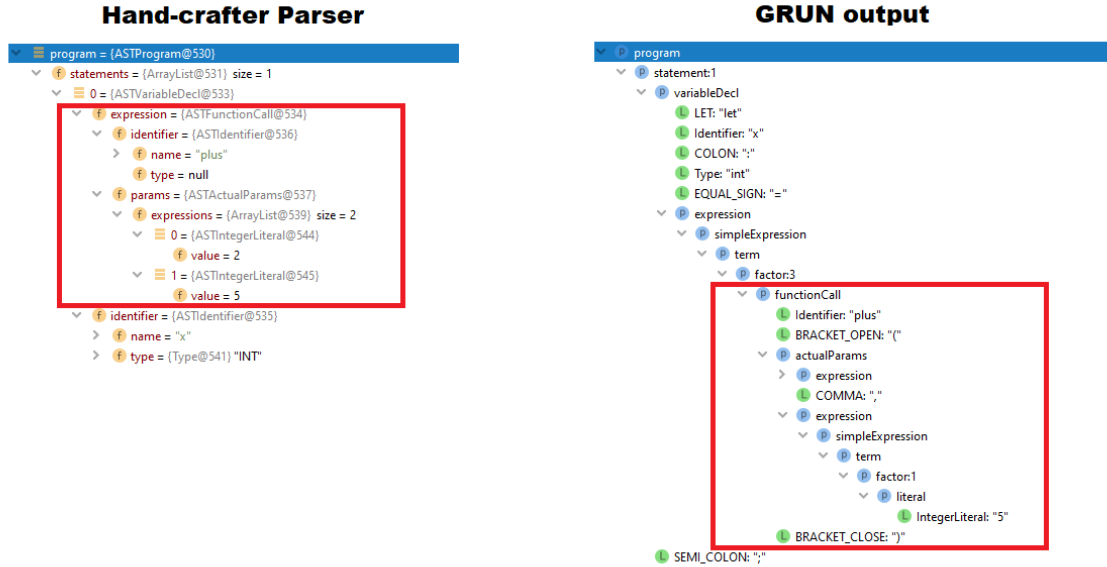 Hand-crafter Parser
program = {ASTProgram@530}
statements = {ArrayList@531} size = 1
0 = {ASTVariableDecl@533}
expression = {ASTFunctionCall@534}
identifier = {ASTIdentifier@536}
name = "plus"
type = null
params = {ASTActualParams@537}
expressions = {ArrayList@539} size = 2
0 = {ASTIntegerLiteral@544}
value = 2
1 = {ASTIntegerLiteral@545}
value = 5
identifier = {ASTIdentifier@535}
name = "x"
type = {Type@541} "INT"
GRUN output
program
statement:1
variableDecl
LET: "let"
Identifier: "x"
COLON: ":"
Type: "int"
EQUAL_SIGN: "="
expression
simpleExpression
term
factor:3
functionCall
Identifier: "plus"
BRACKET_OPEN: "("
actualParams
expression
COMMA: ","
expression
simpleExpression
term
factor:1
literal
IntegerLiteral: "5"
BRACKET_CLOSE: ")"
SEMI_COLON: ";"